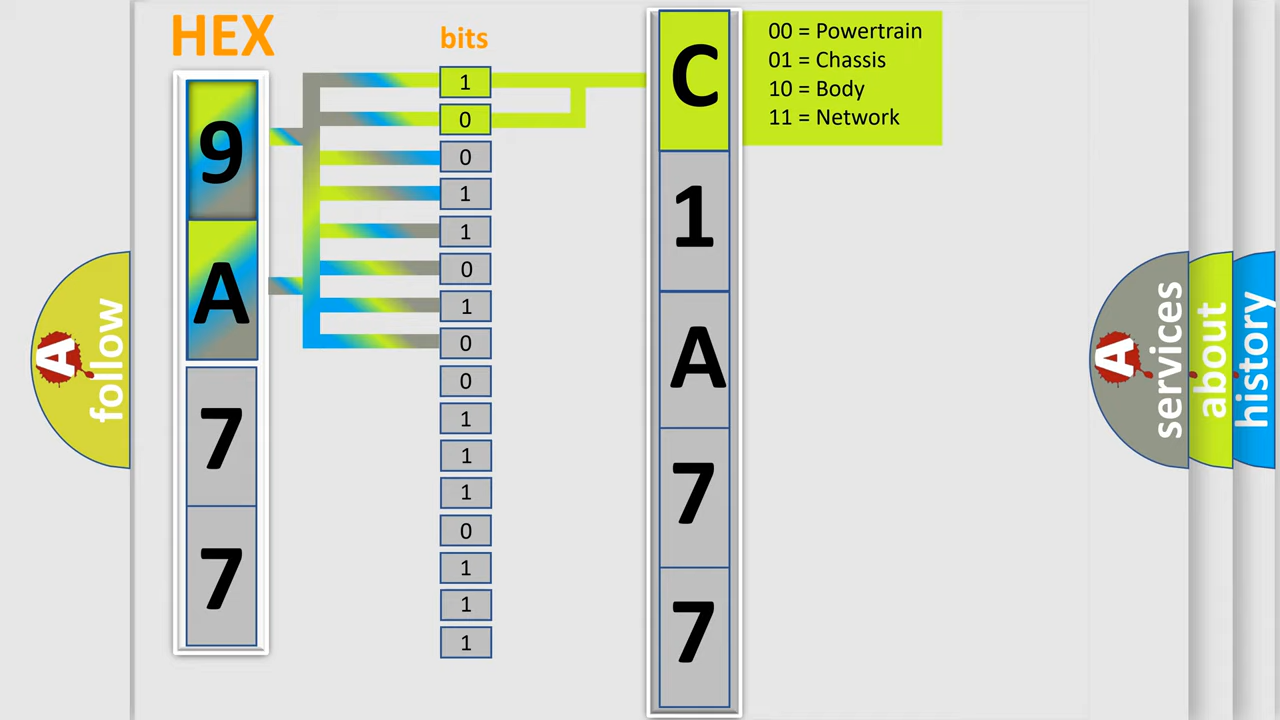 HEX
bits
9
A
7
7
1
0
0
1
1
0
1
0
0
1
1
1
0
1
1
1
C
1
A
7
7
00 = Powertrain
01 = Chassis
10 = Body
11 = Network
A
follow
A
services
about
history